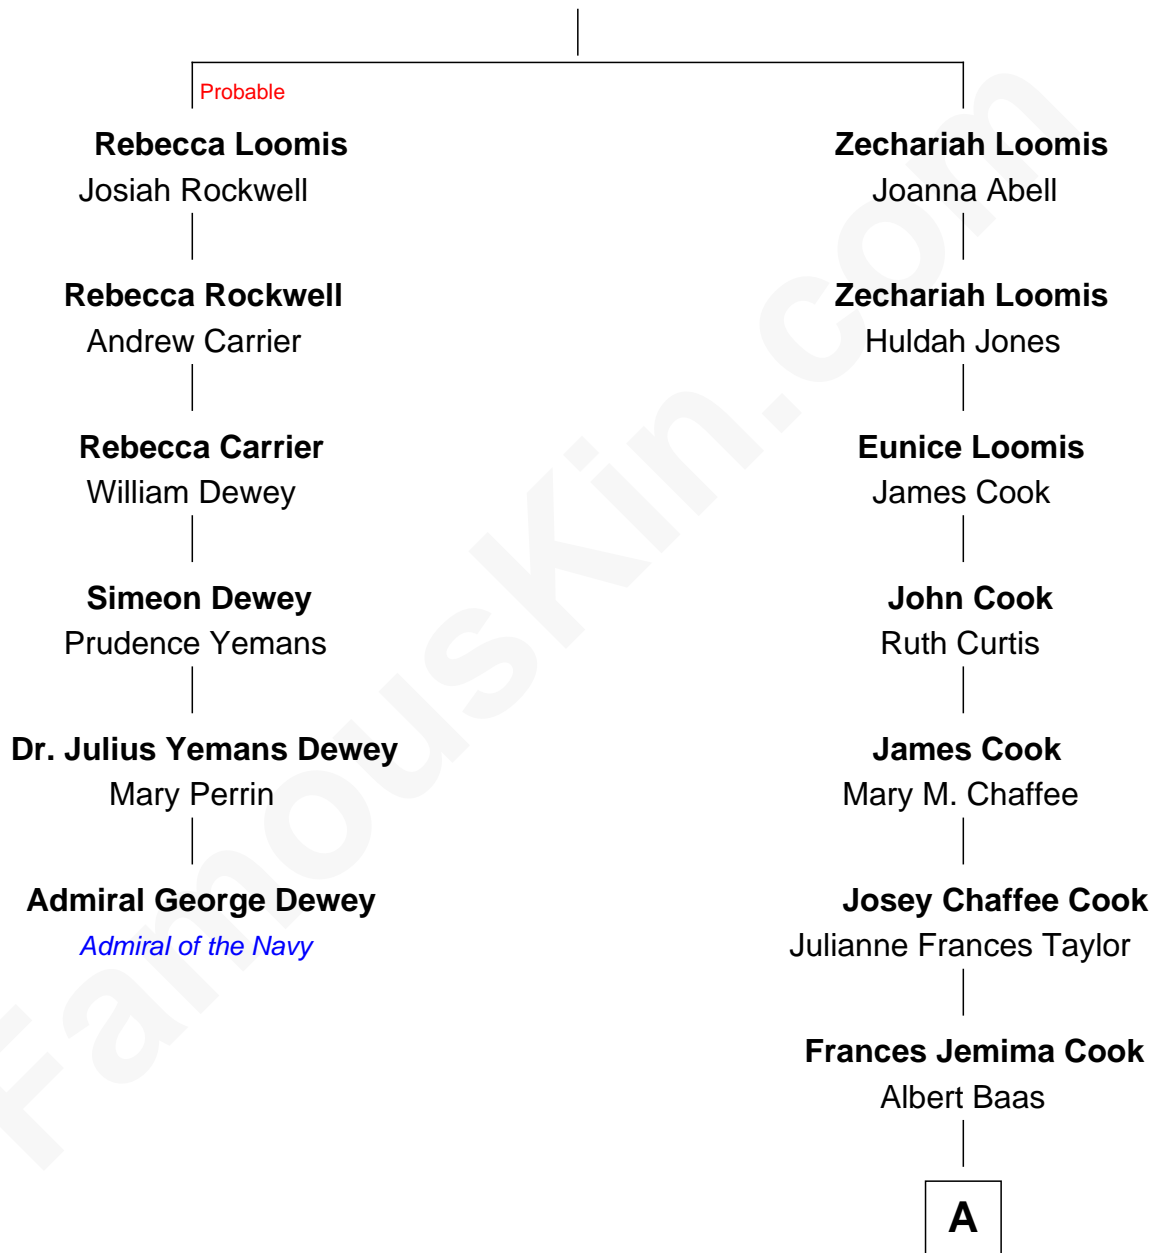 Probable
Rebecca Loomis
Josiah Rockwell
Rebecca Rockwell
Andrew Carrier
Rebecca Carrier
William Dewey
Simeon Dewey
Prudence Yemans
Dr. Julius Yemans Dewey
Mary Perrin
Admiral George Dewey
Admiral of the Navy
Zechariah Loomis
Joanna Abell
Zechariah Loomis
Huldah Jones
Eunice Loomis
James Cook
John Cook
Ruth Curtis
James Cook
Mary M. Chaffee
Josey Chaffee Cook
Julianne Frances Taylor
Frances Jemima Cook
Albert Baas
A
FamousKin.com